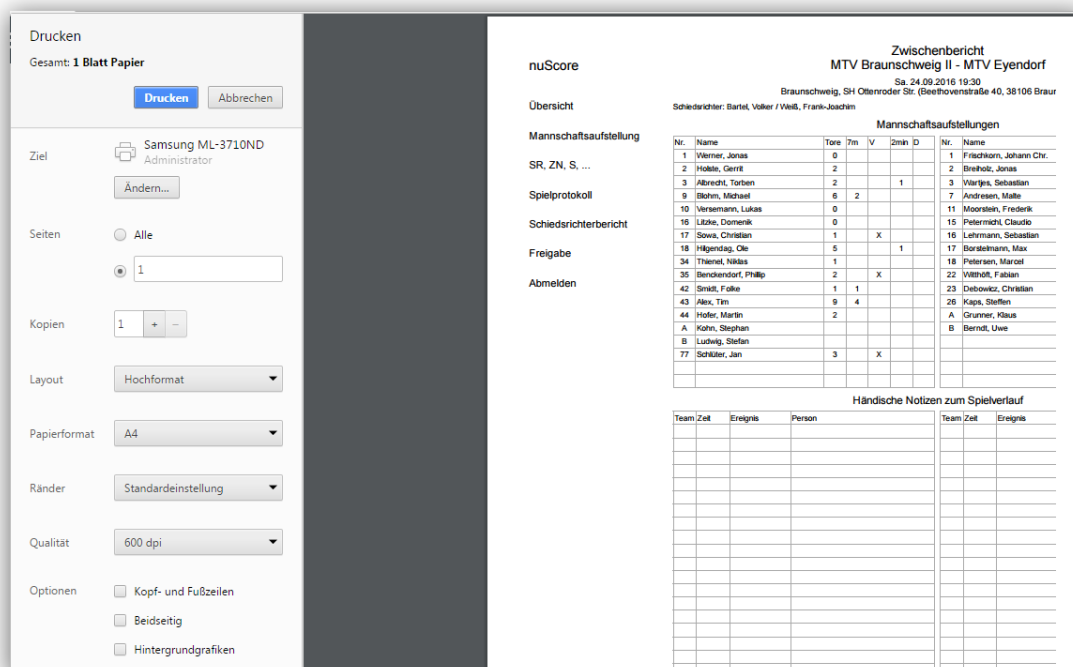 Drucken
Gesamt: 1 Blatt Papier
Drucken Abbrechen
Ziel Samsung ML-3710ND
Administrator
Ändern...
Seiten Alle
1
Kopien 1 + −
Layout Hochformat
Papierformat A4
Ränder Standardeinstellung
Qualität 600 dpi
Optionen Kopf- und Fußzeilen
Beidseitig
Hintergrundgrafiken
nuScore
Übersicht
Mannschaftsaufstellung
SR, ZN, S, ...
Spielprotokoll
Schiedsrichterbericht
Freigabe
Abmelden
Zwischenbericht
MTV Braunschweig II - MTV Eyendorf
Sa. 24.09.2016 19:30
Braunschweig, SH Ottenroder Str. (Beethovenstraße 40, 38106 Braun
Schiedsrichter: Bartel, Volker / Weiß, Frank-Joachim
Mannschaftsaufstellungen
Nr. Name Tore 7m V 2min D Nr. Name
1 Werner, Jonas 0 1 Frischkorn, Johann Chr.
2 Holste, Gerrit 2 2 Breiholz, Jonas
3 Albrecht, Torben 2 1 3 Wartjes, Sebastian
9 Blohm, Michael 6 2 7 Andresen, Malte
10 Versemann, Lukas 0 11 Moorstein, Frederik
16 Litzke, Domenik 0 15 Petermichl, Claudio
17 Sowa, Christian 1 X 16 Lehrmann, Sebastian
18 Hilgendag, Ole 5 1 17 Borstelmann, Max
34 Thienel, Niklas 1 18 Petersen, Marcel
35 Benckendorf, Phillip 2 X 22 Witthöft, Fabian
42 Smidt, Folke 1 1 23 Debowicz, Christian
43 Alex, Tim 9 4 26 Kaps, Steffen
44 Hofer, Martin 2 A Grunner, Klaus
A Kohn, Stephan B Berndt, Uwe
B Ludwig, Stefan
77 Schlüter, Jan 3 X
Händische Notizen zum Spielverlauf
Team Zeit Ereignis Person Team Zeit Ereignis